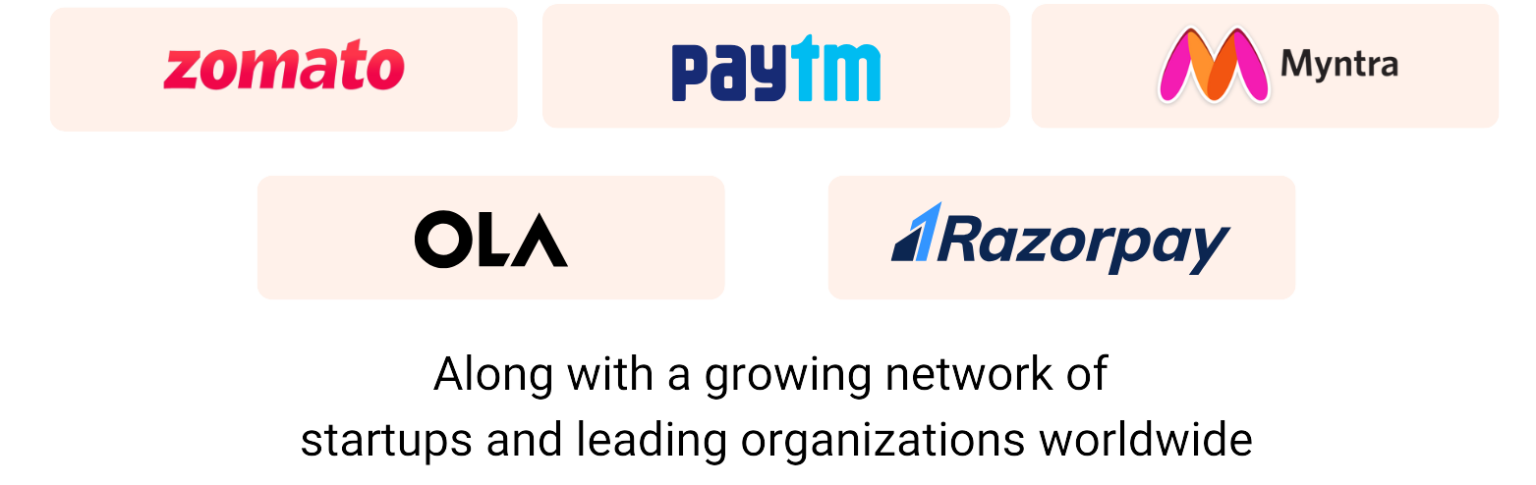 zomato
paytm
Myntra
OLA
Razorpay
Along with a growing network of
startups and leading organizations worldwide